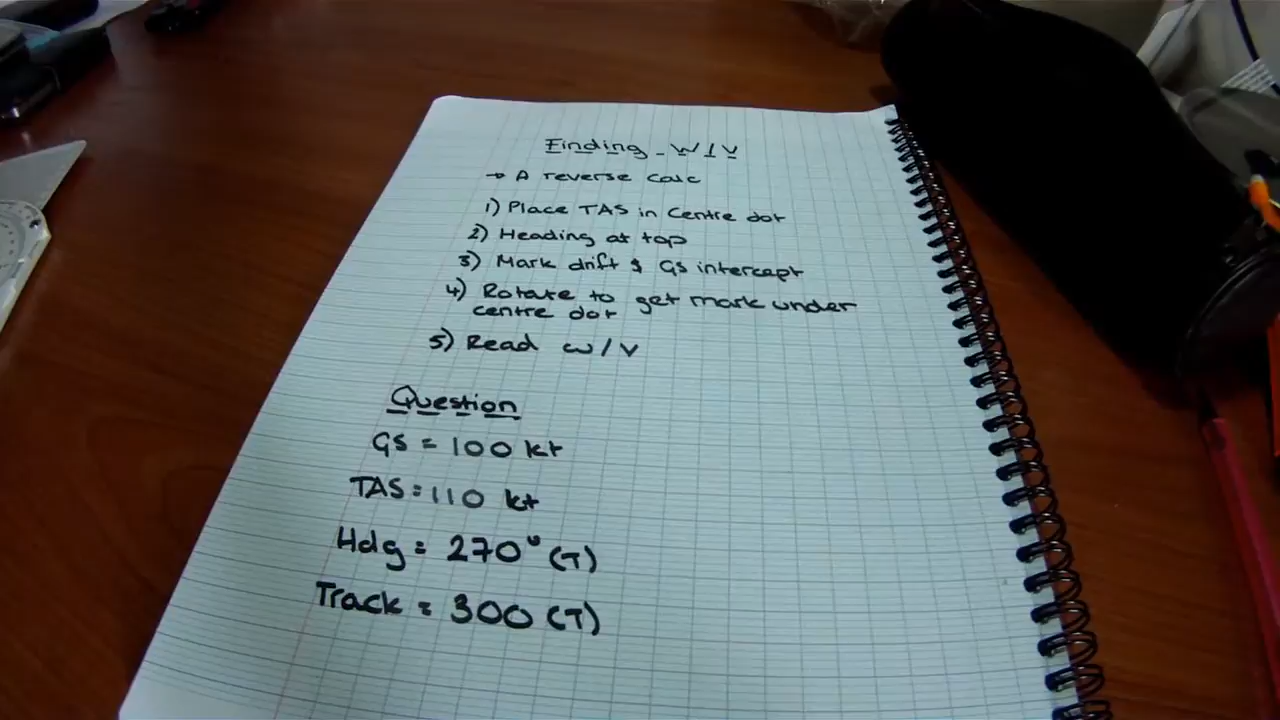 Finding - W/V
→ A reverse calc
1) Place TAS in Centre dot
2) Heading at top
3) Mark drift & GS intercept
4) Rotate to get mark under
centre dot
5) Read w/v
Question
GS = 100 kt
TAS = 110 kt
Hdg = 270° (T)
Track = 300 (T)